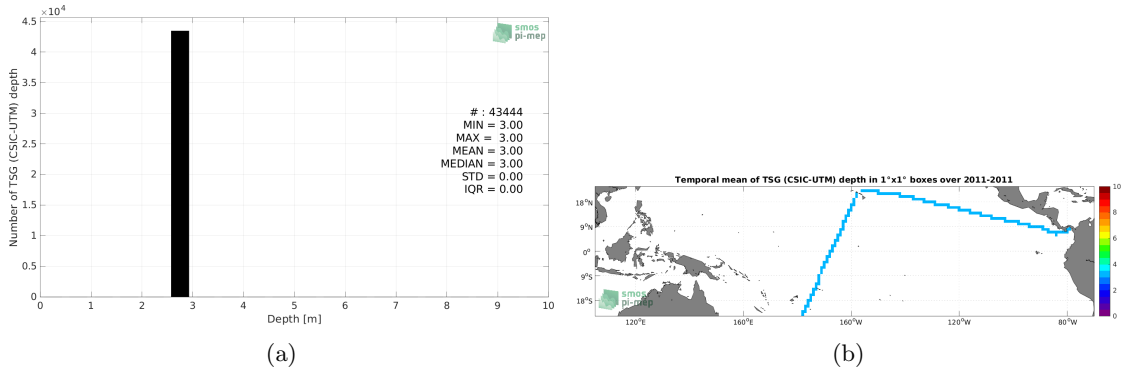 ×10⁴
4.5
4
3.5
3
2.5
2
1.5
1
0.5
0
Number of TSG (CSIC-UTM) depth
smos
pi-mep
# : 43444
MIN = 3.00
MAX = 3.00
MEAN = 3.00
MEDIAN = 3.00
STD = 0.00
IQR = 0.00
0 1 2 3 4 5 6 7 8 9 10
Depth [m]
(a)
Temporal mean of TSG (CSIC-UTM) depth in 1°x1° boxes over 2011-2011
18°N
9°N
0°
9°S
18°S
smos
pi-mep
120°E 160°E 160°W 120°W 80°W
10
8
6
4
2
0
(b)